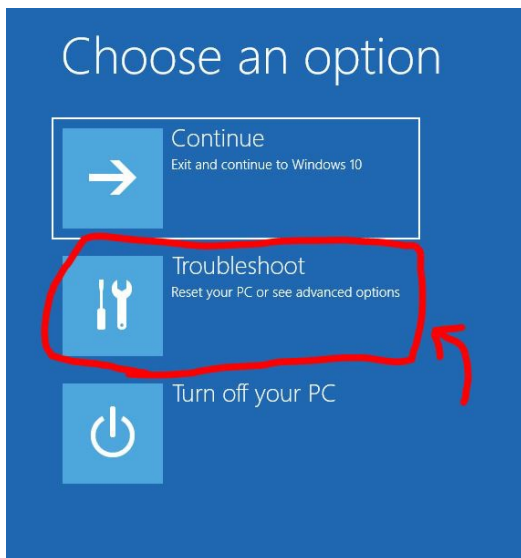 Choose an option
Continue
Exit and continue to Windows 10
Troubleshoot
Reset your PC or see advanced options
Turn off your PC